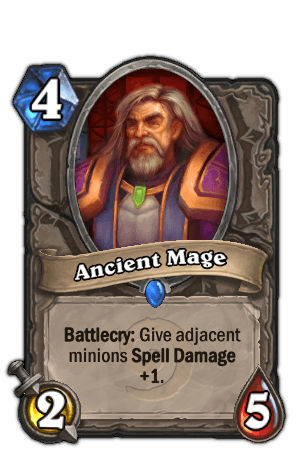 4
Ancient Mage
Battlecry: Give adjacent
minions Spell Damage
+1.
2
5